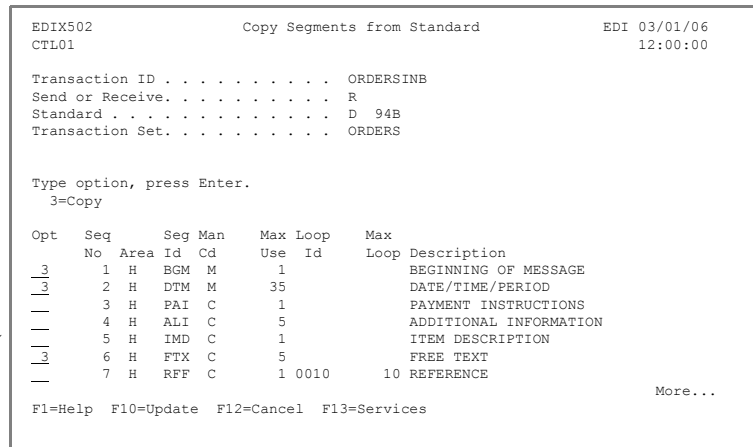 EDIX502 Copy Segments from Standard EDI 03/01/06
CTL01 12:00:00
Transaction ID . . . . . . . . . . ORDERSINB
Send or Receive. . . . . . . . . . R
Standard . . . . . . . . . . . . . D 94B
Transaction Set. . . . . . . . . . ORDERS
Type option, press Enter.
3=Copy
Opt Seq Seg Man Max Loop Max
No Area Id Cd Use Id Loop Description
3 1 H BGM M 1 BEGINNING OF MESSAGE
3 2 H DTM M 35 DATE/TIME/PERIOD
3 H PAI C 1 PAYMENT INSTRUCTIONS
4 H ALI C 5 ADDITIONAL INFORMATION
5 H IMD C 1 ITEM DESCRIPTION
3 6 H FTX C 5 FREE TEXT
7 H RFF C 1 0010 10 REFERENCE
More...
F1=Help F10=Update F12=Cancel F13=Services